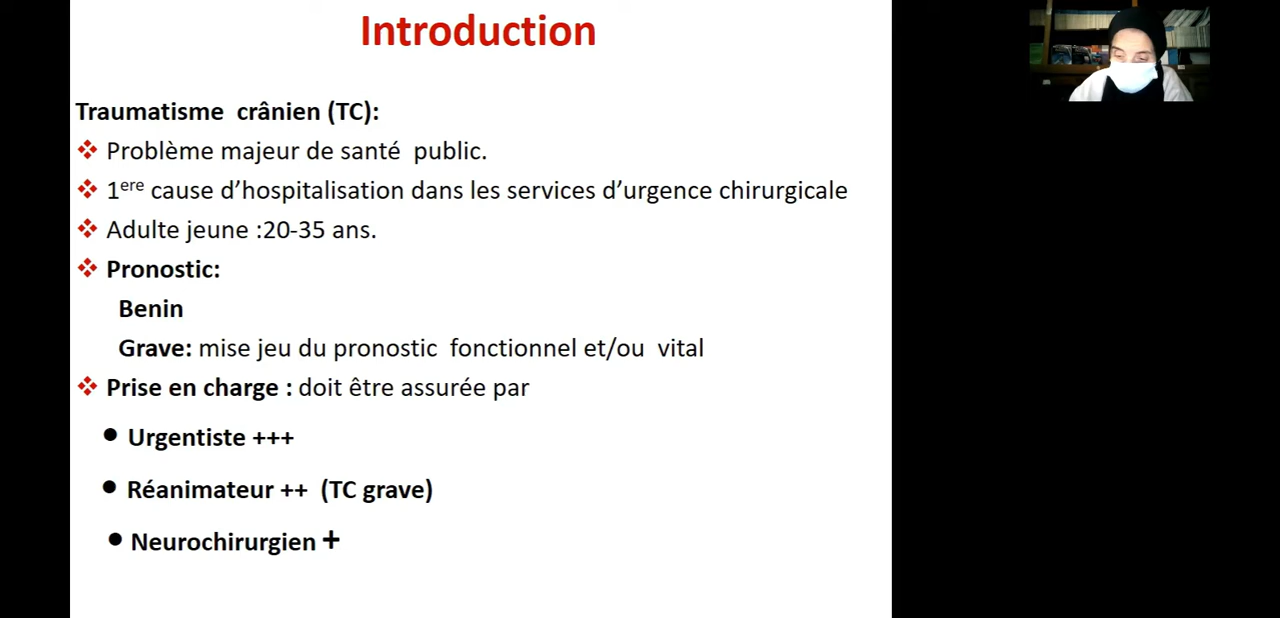 Introduction
Traumatisme crânien (TC):
❖ Problème majeur de santé public.
❖ 1ere cause d’hospitalisation dans les services d’urgence chirurgicale
❖ Adulte jeune :20-35 ans.
❖ Pronostic:
Benin
Grave: mise jeu du pronostic fonctionnel et/ou vital
❖ Prise en charge : doit être assurée par
• Urgentiste +++
• Réanimateur ++ (TC grave)
• Neurochirurgien +